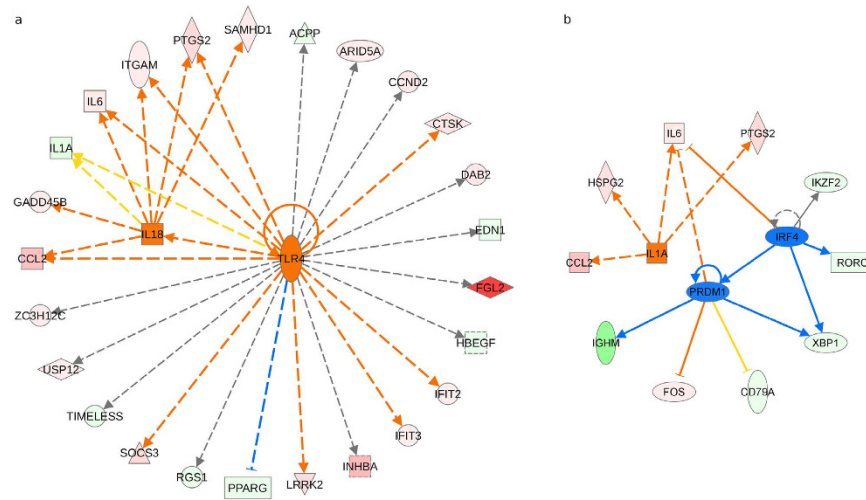 a
SAMHD1
PTGS2
ACPP
ARID5A
ITGAM
CCND2
IL6
CTSK
IL1A
DAB2
GADD45B
IL18
EDN1
CCL2
TLR4
FGL2
ZC3H12C
HBEGF
USP12
IFIT2
TIMELESS
IFIT3
SOCS3
RGS1
PPARG
LRRK2
INHBA
b
IL6
PTGS2
HSPG2
IKZF2
IRF4
CCL2
IL1A
RORC
PRDM1
IGHM
XBP1
FOS
CD79A